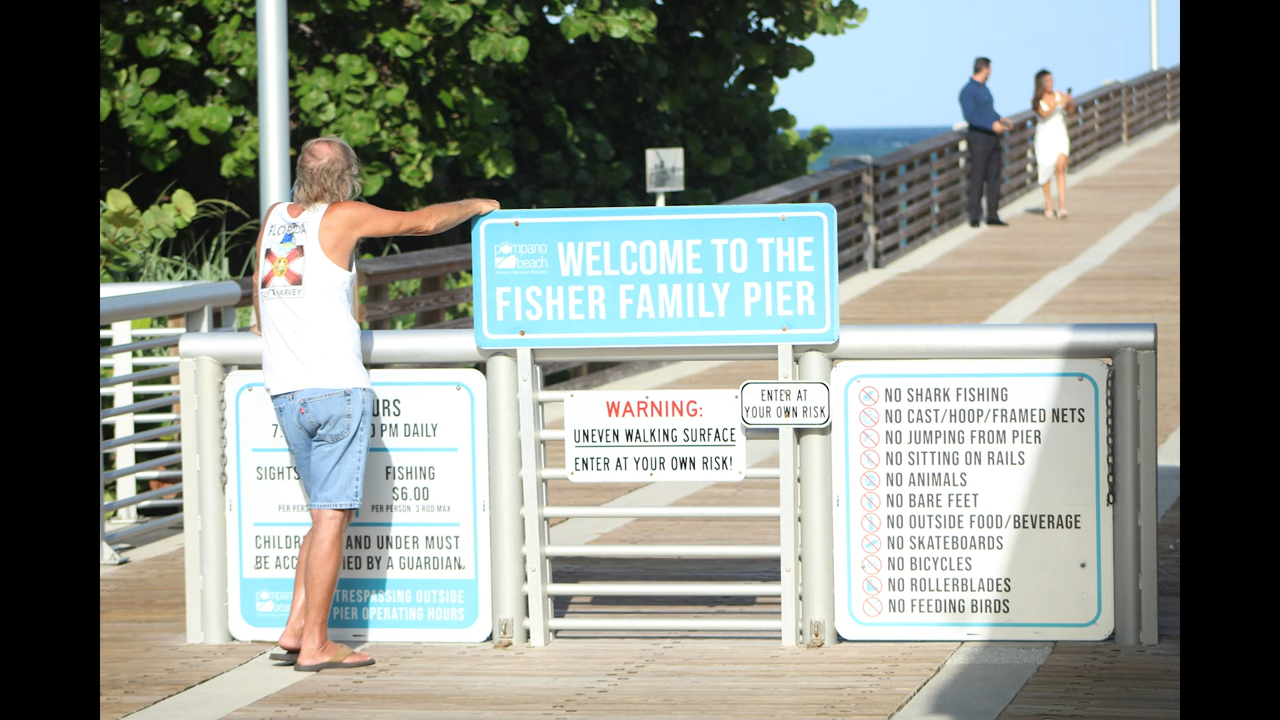 FLORIDA
HARVEY
pompano
beach
WELCOME TO THE
FISHER FAMILY PIER
WARNING:
UNEVEN WALKING SURFACE
ENTER AT YOUR OWN RISK!
ENTER AT
YOUR OWN RISK
PM DAILY
FISHING
$6.00
PER PERSON, 3 ROD MAX
AND UNDER MUST
BE BY A GUARDIAN.
pompano
TRESPASSING OUTSIDE
PIER OPERATING HOURS
NO SHARK FISHING
NO CAST/HOOP/FRAMED NETS
NO JUMPING FROM PIER
NO SITTING ON RAILS
NO ANIMALS
NO BARE FEET
NO OUTSIDE FOOD/BEVERAGE
NO SKATEBOARDS
NO BICYCLES
NO ROLLERBLADES
NO FEEDING BIRDS